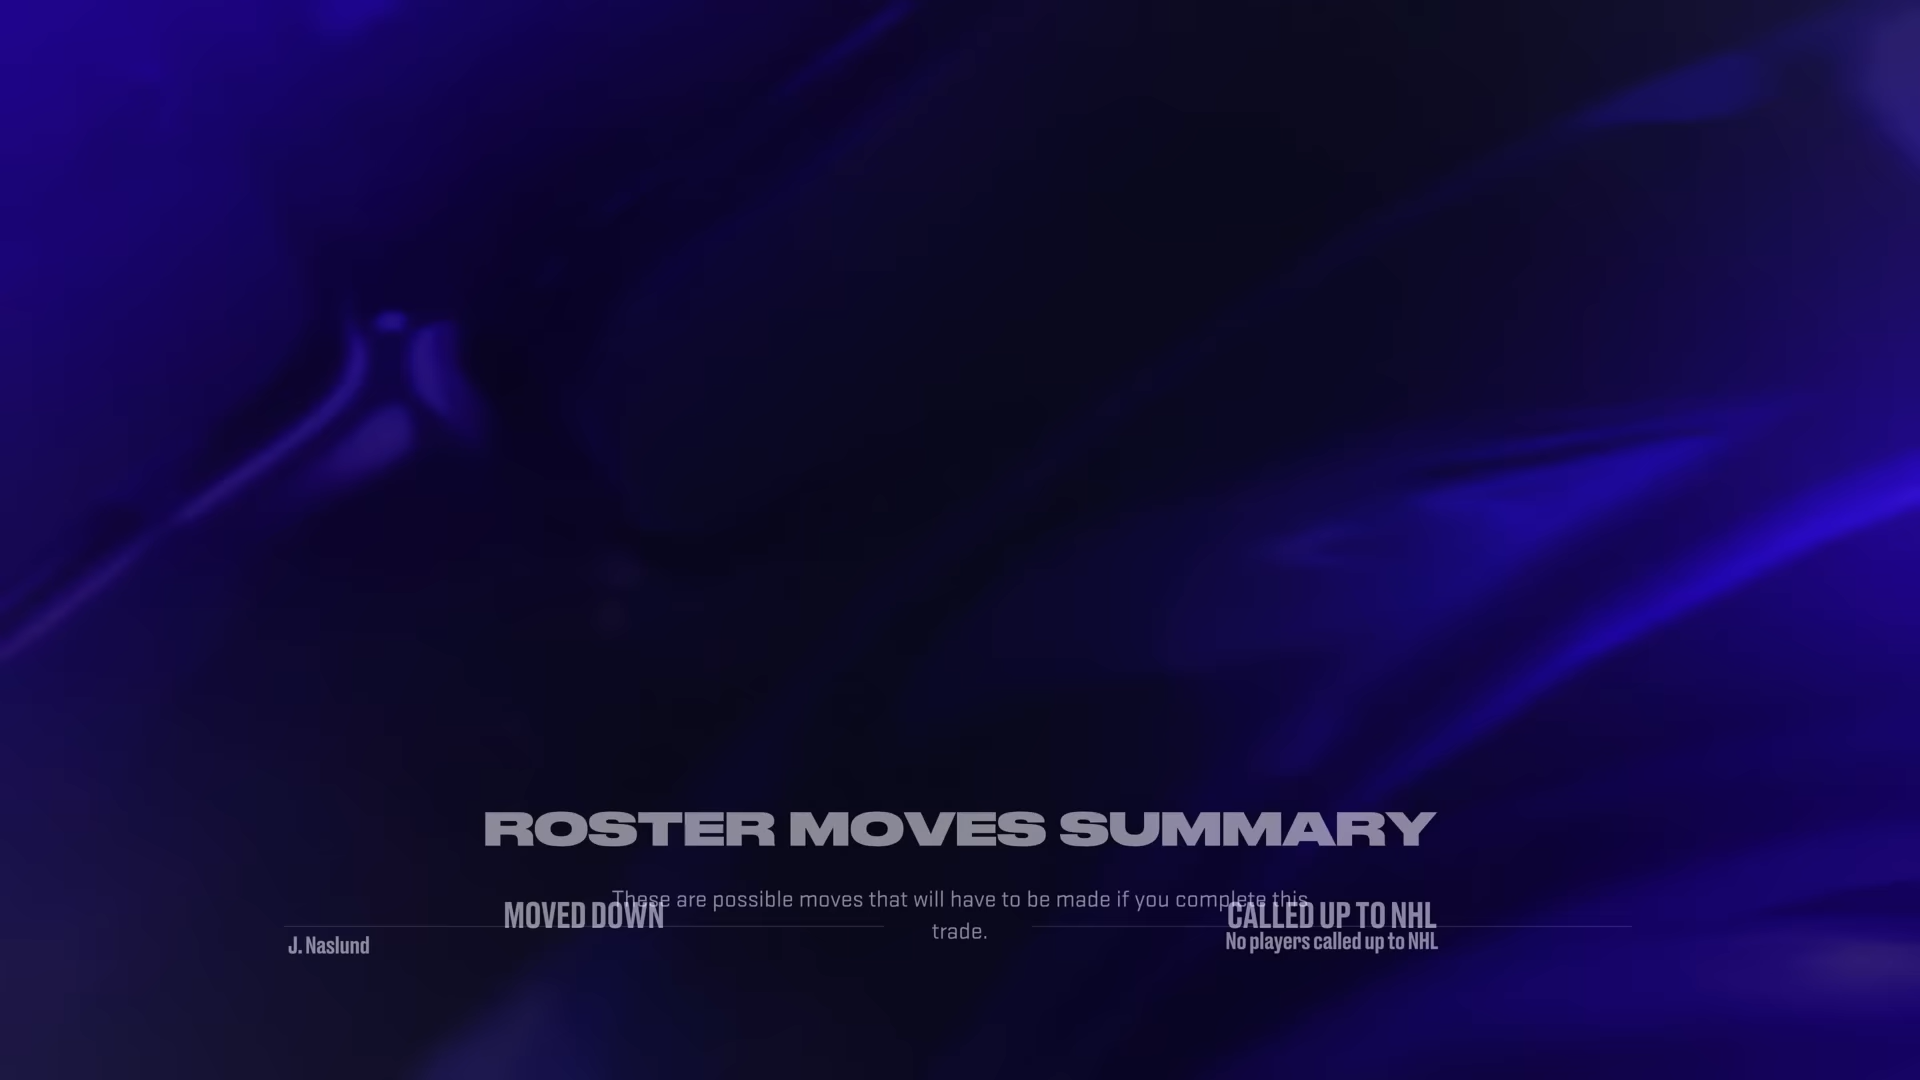 ROSTER MOVES SUMMARY
These are possible moves that will have to be made if you complete this
trade.
MOVED DOWN
J. Naslund
CALLED UP TO NHL
No players called up to NHL